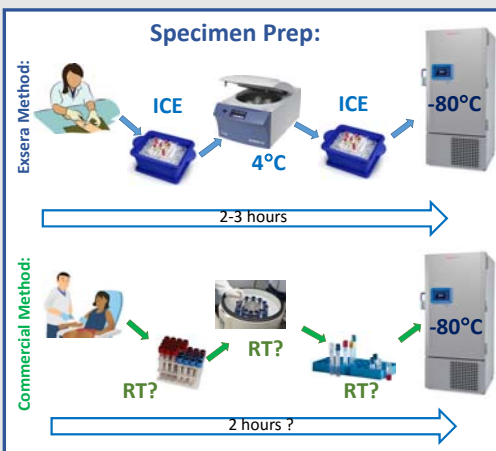 Specimen Prep:
Exsera Method:
ICE
ICE
4°C
-80°C
2-3 hours
Commercial Method:
RT?
RT?
RT?
-80°C
2 hours ?